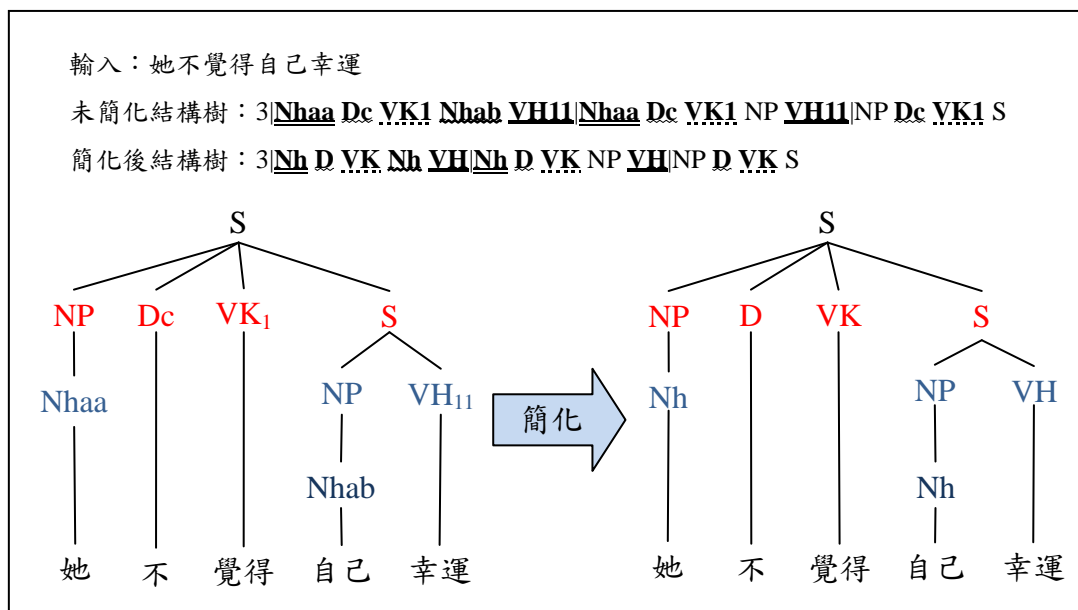 輸入：她不覺得自己幸運
未簡化結構樹：3|Nhaa Dc VK1 Nhab VH11|Nhaa Dc VK1 NP VH11|NP Dc VK1 S
簡化後結構樹：3|Nh D VK Nh VH|Nh D VK NP VH|NP D VK S
S S
NP Dc VK₁ S NP D VK S
Nhaa NP VH₁₁ 簡化 Nh NP VH
Nhab Nh
她 不 覺得 自己 幸運 她 不 覺得 自己 幸運